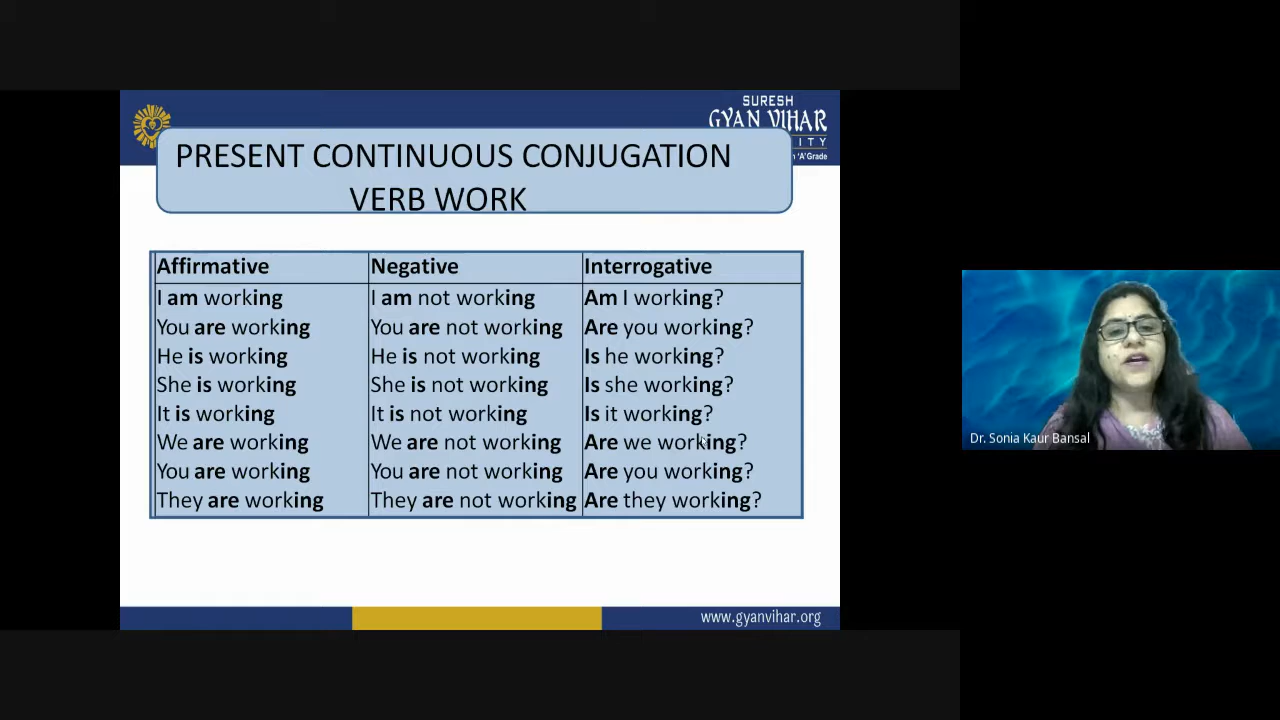 SURESH
GYAN VIHAR
ITY
'A' Grade
PRESENT CONTINUOUS CONJUGATION
VERB WORK
Affirmative Negative Interrogative
I am working I am not working Am I working?
You are working You are not working Are you working?
He is working He is not working Is he working?
She is working She is not working Is she working?
It is working It is not working Is it working?
We are working We are not working Are we working?
You are working You are not working Are you working?
They are working They are not working Are they working?
www.gyanvihar.org
Dr. Sonia Kaur Bansal